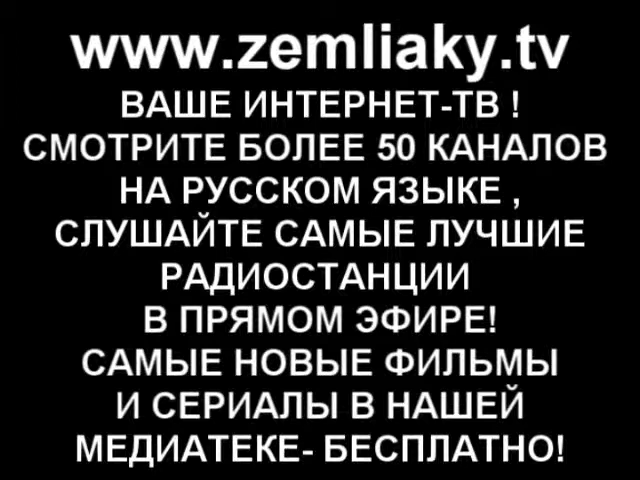 www.zemliaky.tv
ВАШЕ ИНТЕРНЕТ-ТВ !
СМОТРИТЕ БОЛЕЕ 50 КАНАЛОВ
НА РУССКОМ ЯЗЫКЕ ,
СЛУШАЙТЕ САМЫЕ ЛУЧШИЕ
РАДИОСТАНЦИИ
В ПРЯМОМ ЭФИРЕ!
САМЫЕ НОВЫЕ ФИЛЬМЫ
И СЕРИАЛЫ В НАШЕЙ
МЕДИАТЕКЕ- БЕСПЛАТНО!